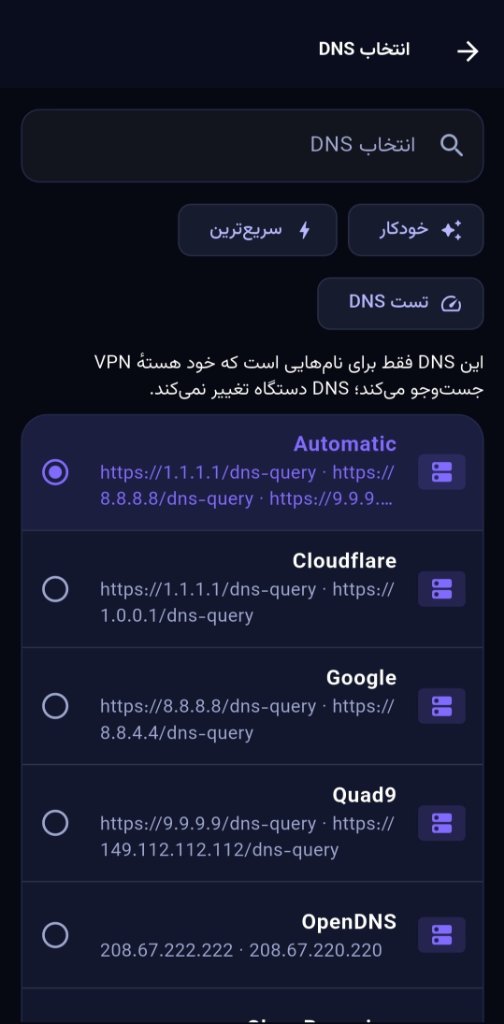 انتخاب DNS
انتخاب DNS
خودکار
سریع‌ترین
تست DNS
این DNS فقط برای نام‌هایی است که خود هستهٔ VPN
جست‌وجو می‌کند؛ DNS دستگاه تغییر نمی‌کند.
Automatic
https://1.1.1.1/dns-query · https://
8.8.8.8/dns-query · https://9.9.9.…
Cloudflare
https://1.1.1.1/dns-query · https://
1.0.0.1/dns-query
Google
https://8.8.8.8/dns-query · https://
8.8.4.4/dns-query
Quad9
https://9.9.9.9/dns-query · https://
149.112.112.112/dns-query
OpenDNS
208.67.222.222 · 208.67.220.220